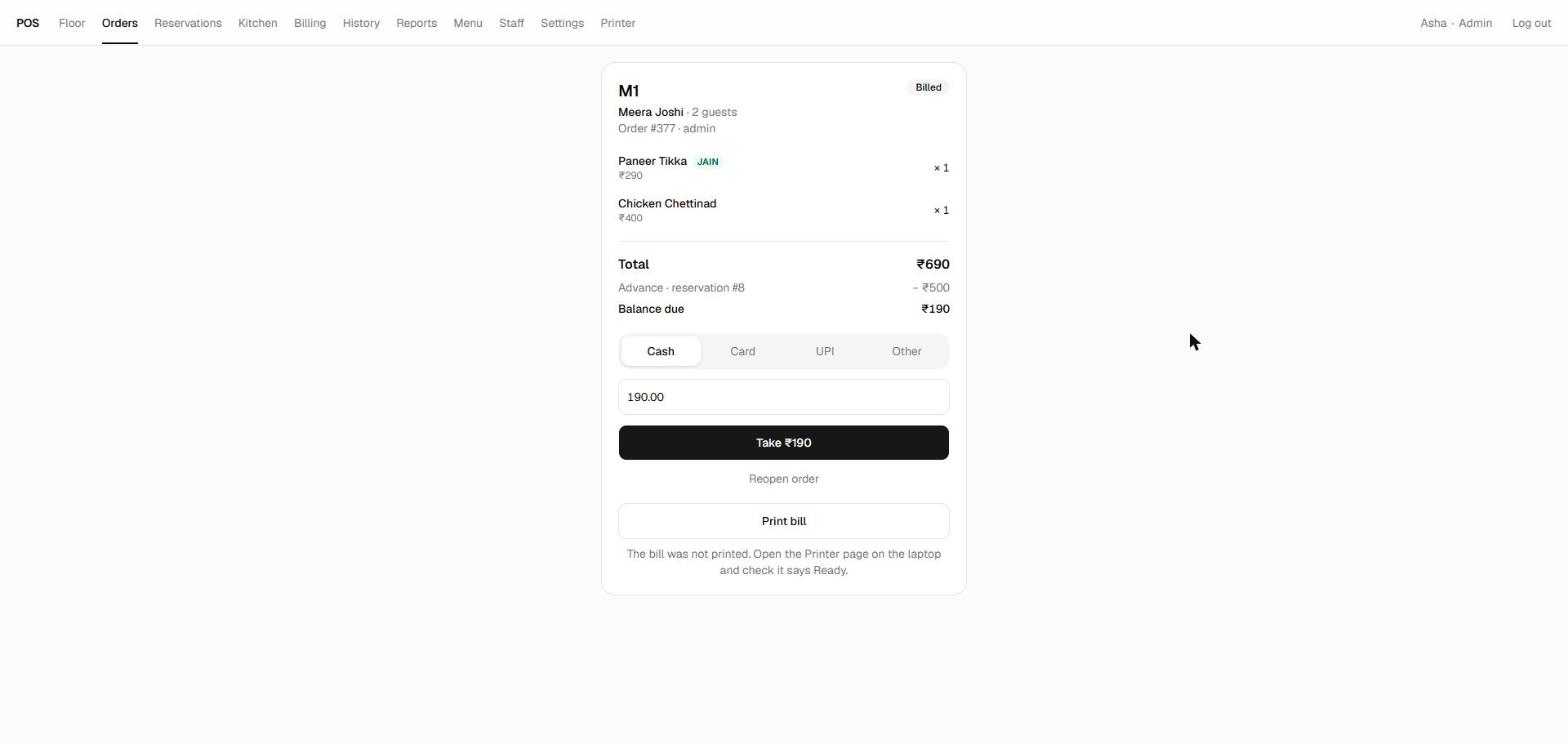 POS Floor Orders Reservations Kitchen Billing History Reports Menu Staff Settings Printer Asha · Admin Log out
M1 Billed
Meera Joshi · 2 guests
Order #377 · admin
Paneer Tikka JAIN
₹290 × 1
Chicken Chettinad
₹400 × 1
Total ₹690
Advance · reservation #8 − ₹500
Balance due ₹190
Cash Card UPI Other
190.00
Take ₹190
Reopen order
Print bill
The bill was not printed. Open the Printer page on the laptop
and check it says Ready.